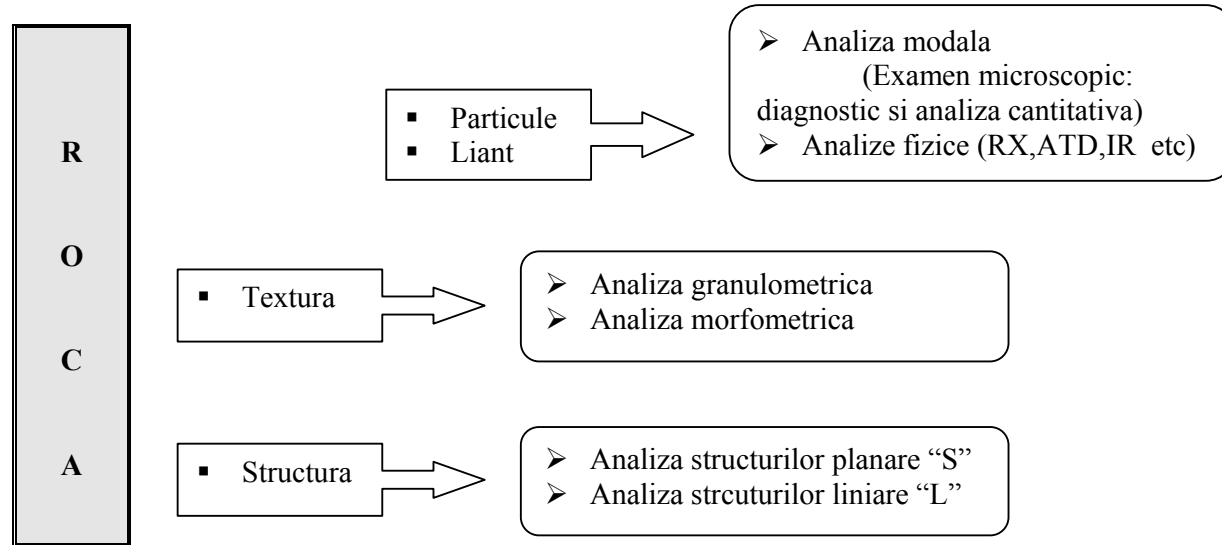 R
O
C
A
▪ Particule
▪ Liant
➢ Analiza modala
(Examen microscopic:
diagnostic si analiza cantitativa)
➢ Analize fizice (RX,ATD,IR etc)
▪ Textura
➢ Analiza granulometrica
➢ Analiza morfometrica
▪ Structura
➢ Analiza structurilor planare “S”
➢ Analiza strcuturilor liniare “L”